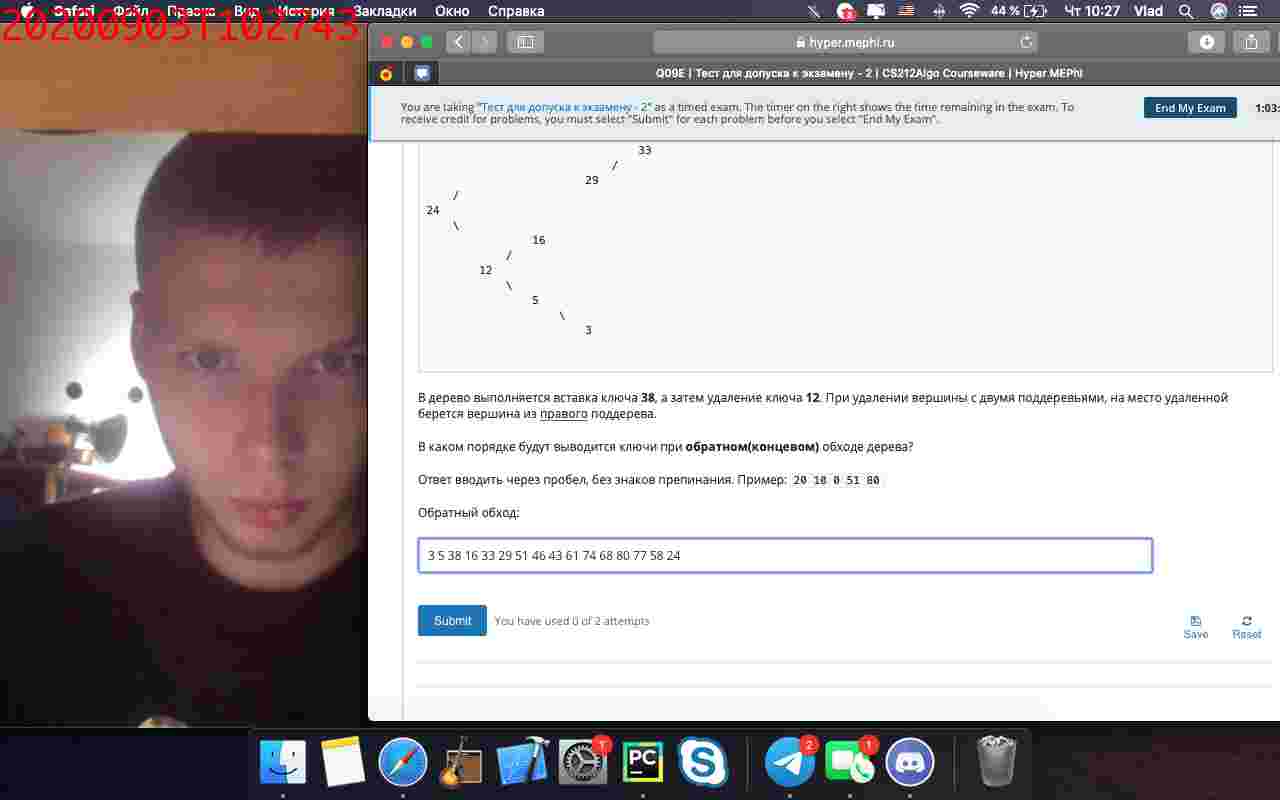 20200903T102743
Safari Файл Правка Вид История Закладки Окно Справка 44 % Чт 10:27 Vlad
hyper.mephi.ru
Q09E | Тест для допуска к экзамену - 2 | CS212Algo Courseware | Hyper.MEPhI
You are taking "Тест для допуска к экзамену - 2" as a timed exam. The timer on the right shows the time remaining in the exam. To
receive credit for problems, you must select "Submit" for each problem before you select "End My Exam".
End My Exam
1:03:
33
/
29
/
24
\
16
/
12
\
5
\
3
В дерево выполняется вставка ключа 38, а затем удаление ключа 12. При удалении вершины с двумя поддеревьями, на место удаленной
берется вершина из правого поддерева.
В каком порядке будут выводится ключи при обратном(концевом) обходе дерева?
Ответ вводить через пробел, без знаков препинания. Пример: 20 10 0 51 80.
Обратный обход:
3 5 38 16 33 29 51 46 43 61 74 68 80 77 58 24
Submit
You have used 0 of 2 attempts
Save
Reset
1
PC
2
1